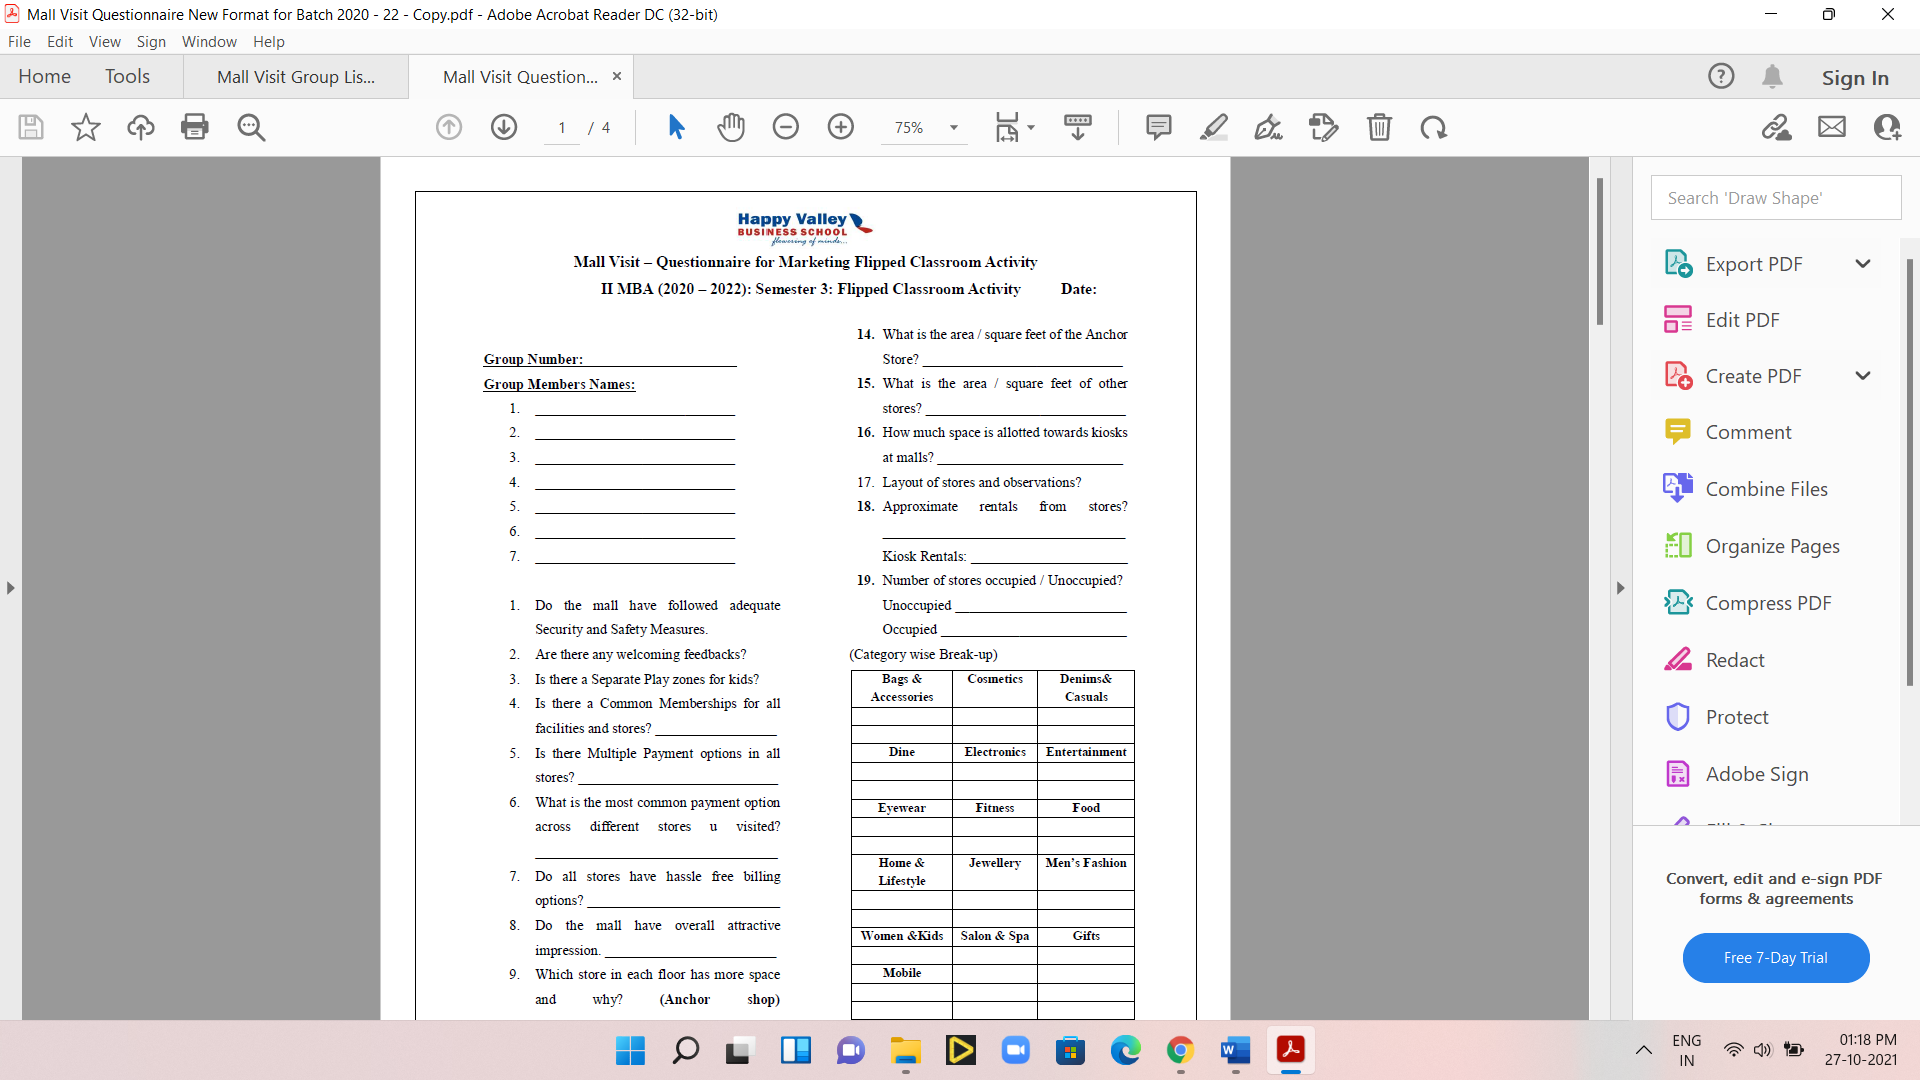 Mall Visit Questionnaire New Format for Batch 2020 - 22 - Copy.pdf - Adobe Acrobat Reader DC (32-bit)
File Edit View Sign Window Help
Home Tools Mall Visit Group Lis... Mall Visit Question... × Sign In
1 / 4 75%
Happy Valley
BUSINESS SCHOOL
flowering of minds...
Mall Visit – Questionnaire for Marketing Flipped Classroom Activity
II MBA (2020 – 2022): Semester 3: Flipped Classroom Activity Date:
Group Number:
Group Members Names:
1.
2.
3.
4.
5.
6.
7.
1. Do the mall have followed adequate
Security and Safety Measures.
2. Are there any welcoming feedbacks?
3. Is there a Separate Play zones for kids?
4. Is there a Common Memberships for all
facilities and stores?
5. Is there Multiple Payment options in all
stores?
6. What is the most common payment option
across different stores u visited?
7. Do all stores have hassle free billing
options?
8. Do the mall have overall attractive
impression.
9. Which store in each floor has more space
and why? (Anchor shop)
14. What is the area / square feet of the Anchor
Store?
15. What is the area / square feet of other
stores?
16. How much space is allotted towards kiosks
at malls?
17. Layout of stores and observations?
18. Approximate rentals from stores?
Kiosk Rentals:
19. Number of stores occupied / Unoccupied?
Unoccupied
Occupied
(Category wise Break-up)
Bags & Accessories Cosmetics Denims& Casuals
Dine Electronics Entertainment
Eyewear Fitness Food
Home & Lifestyle Jewellery Men's Fashion
Women &Kids Salon & Spa Gifts
Mobile
Search 'Draw Shape'
Export PDF
Edit PDF
Create PDF
Comment
Combine Files
Organize Pages
Compress PDF
Redact
Protect
Adobe Sign
Convert, edit and e-sign PDF
forms & agreements
Free 7-Day Trial
ENG
IN
01:18 PM
27-10-2021